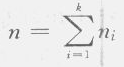 n = \sum_{i=1}^{k} n_i